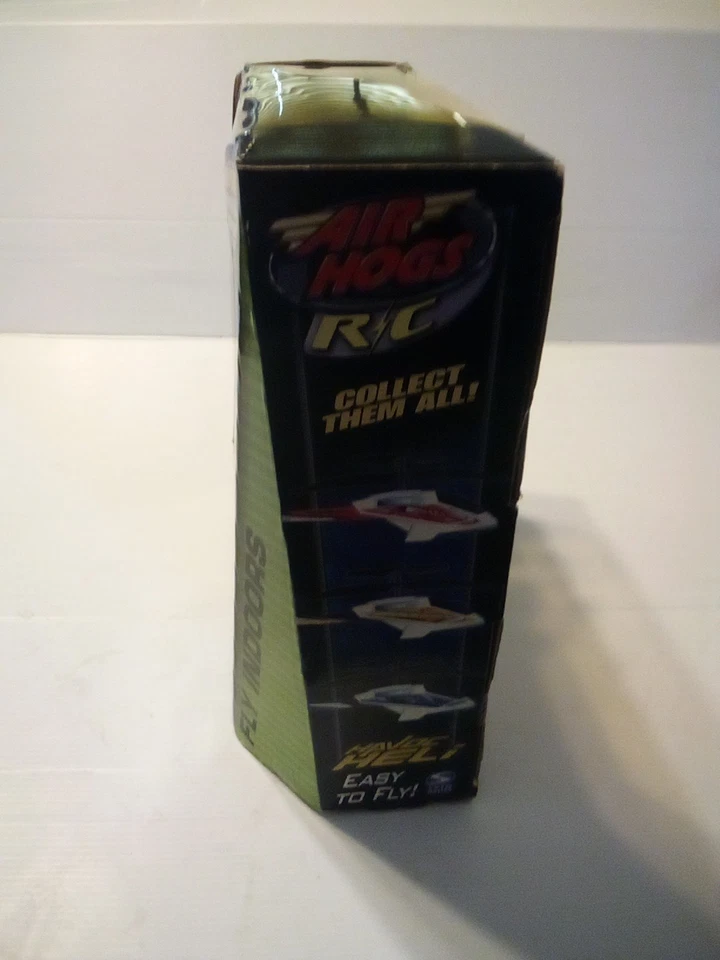 AIR
HOGS
R/C
COLLECT
THEM ALL!
HAVOC
HELI
EASY
TO FLY!
FLY INDOORS